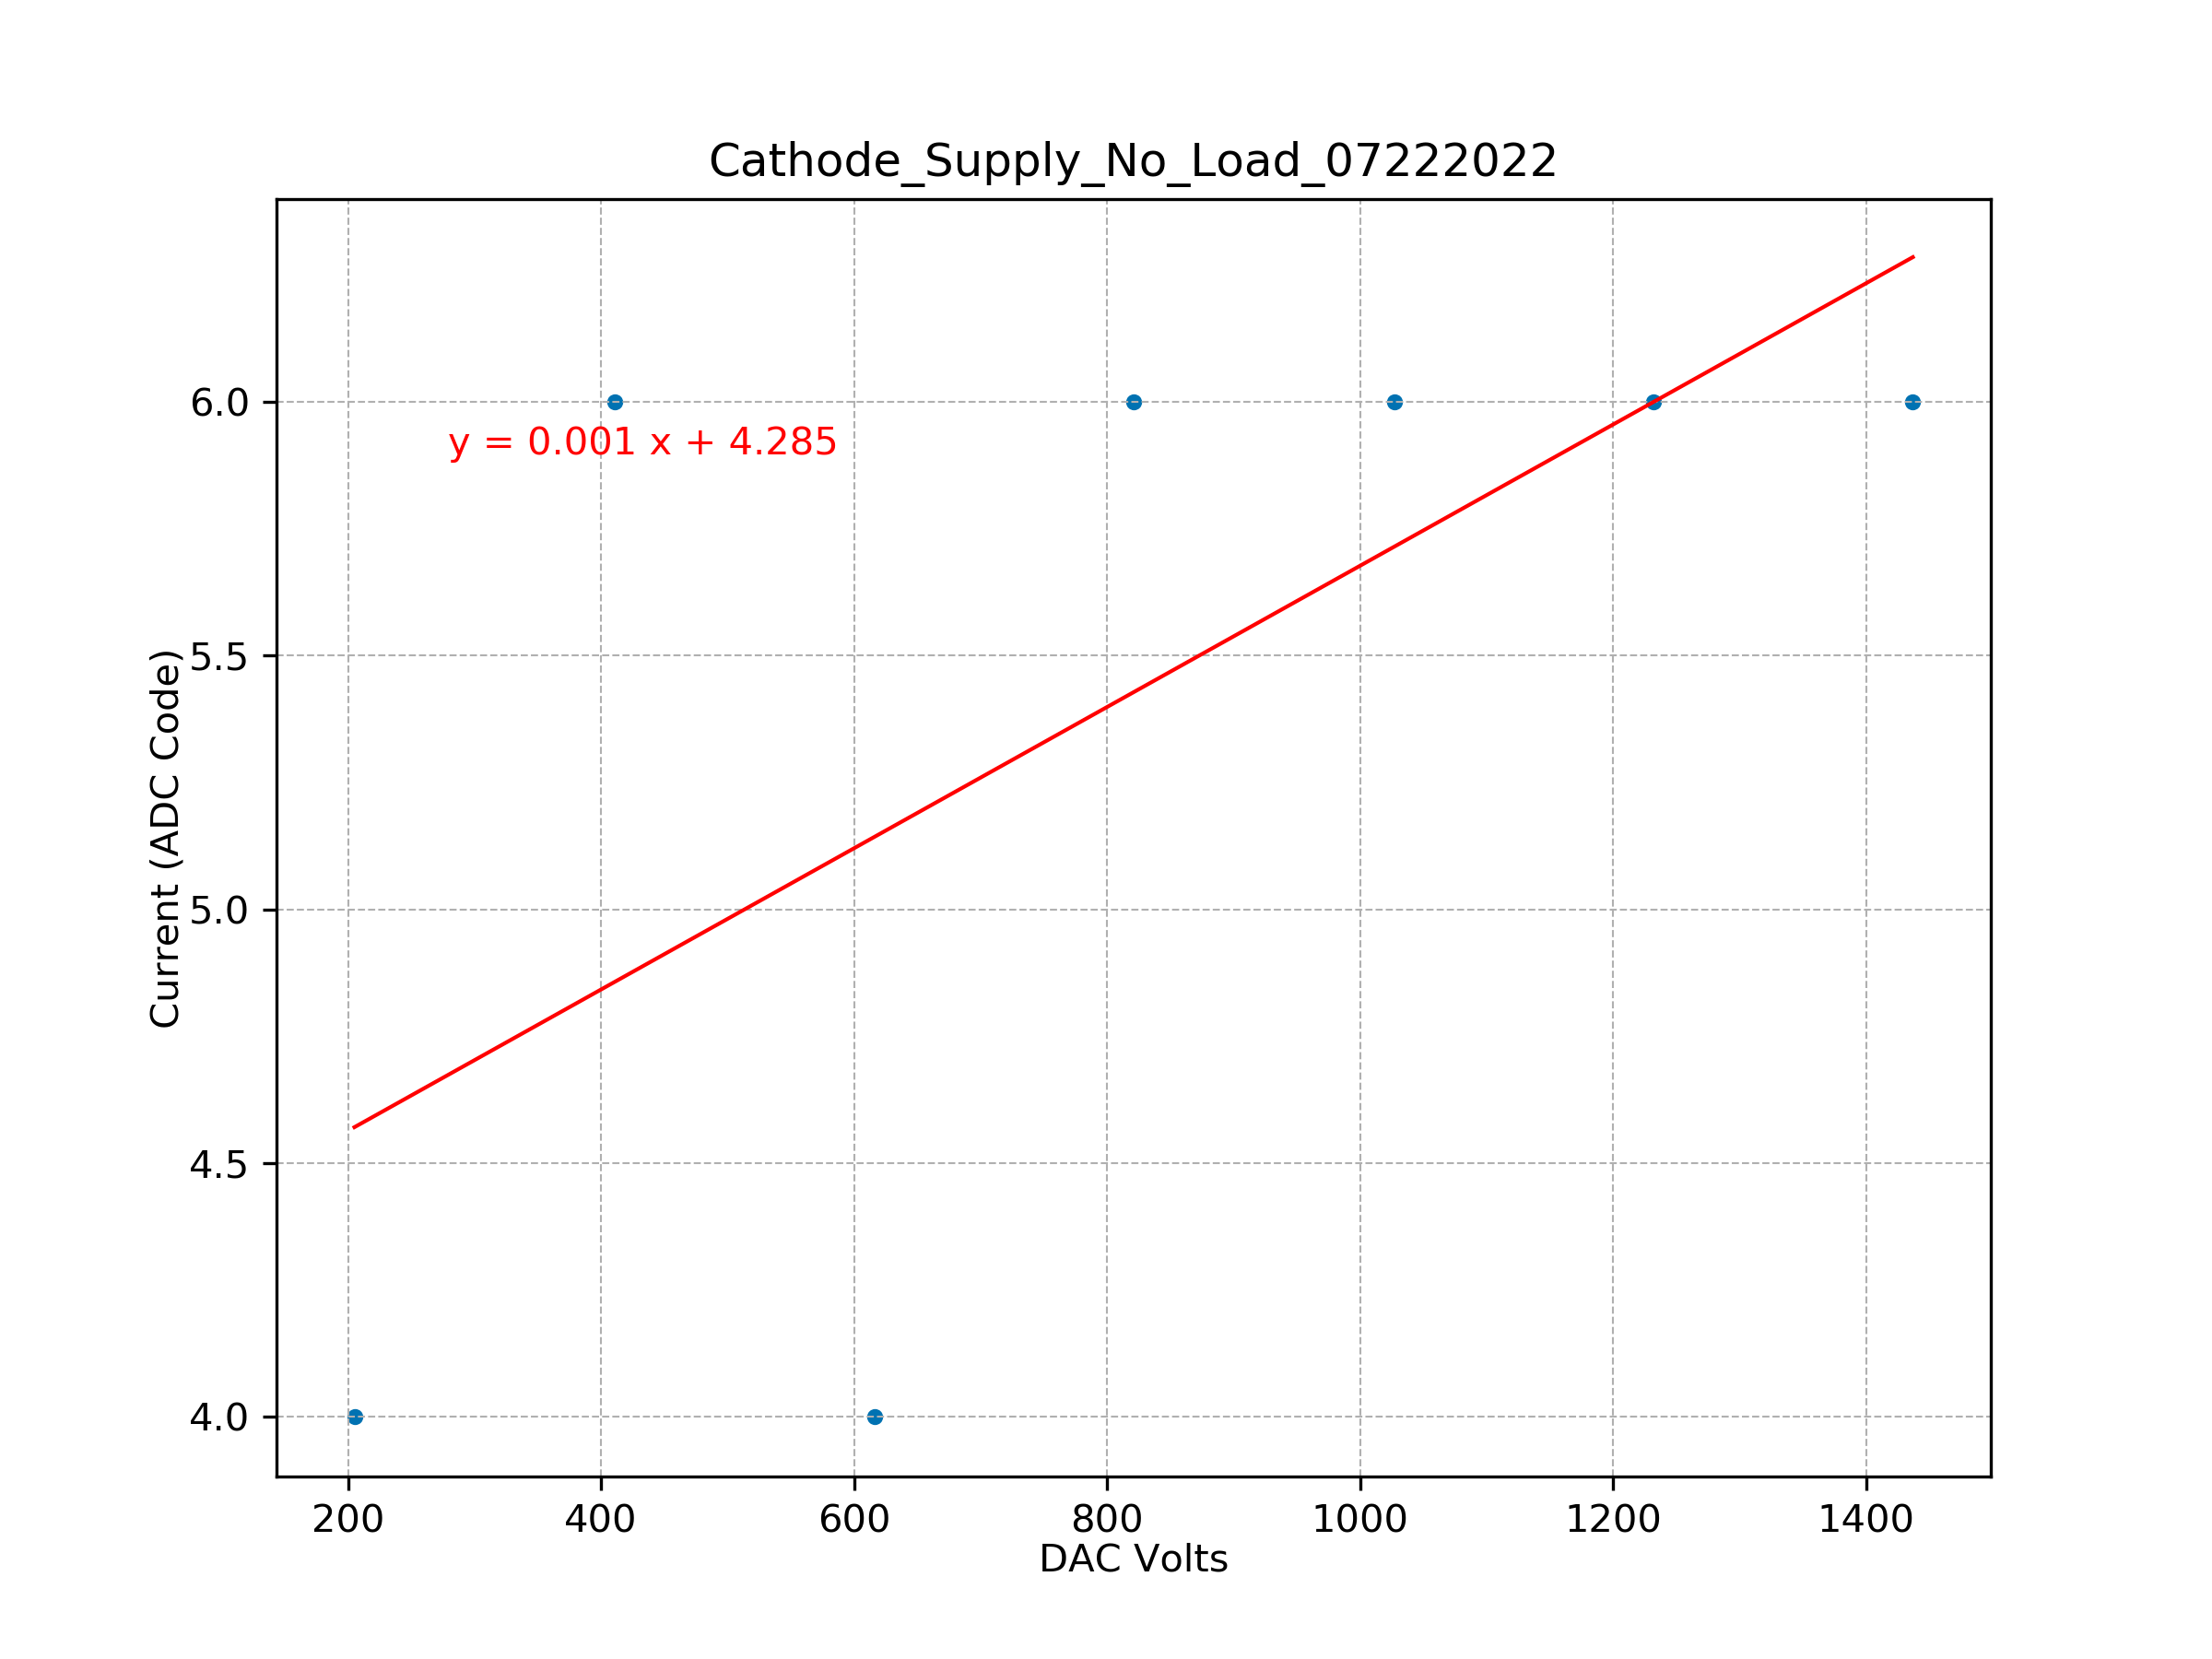 Cathode_Supply_No_Load_07222022
6.0
y = 0.001 x + 4.285
5.5
Current (ADC Code)
5.0
4.5
4.0
200 400 600 800 1000 1200 1400
DAC Volts